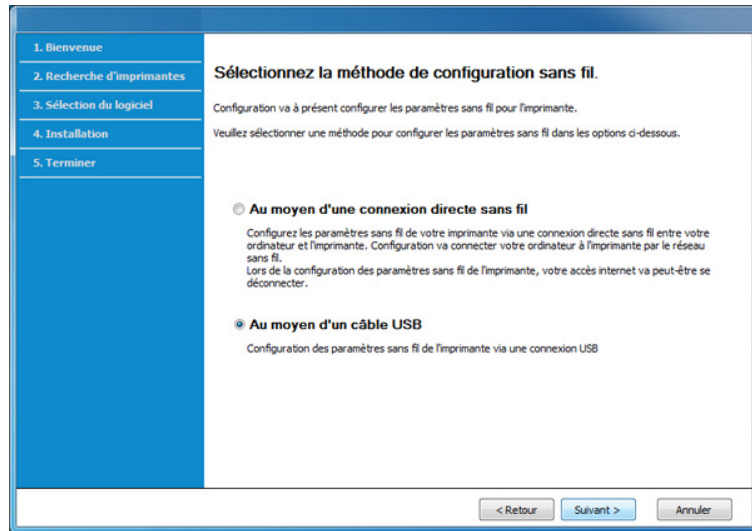 1. Bienvenue
2. Recherche d'imprimantes
3. Sélection du logiciel
4. Installation
5. Terminer
Sélectionnez la méthode de configuration sans fil.
Configuration va à présent configurer les paramètres sans fil pour l'imprimante.
Veuillez sélectionner une méthode pour configurer les paramètres sans fil dans les options ci-dessous.
Au moyen d'une connexion directe sans fil
Configurez les paramètres sans fil de votre imprimante via une connexion directe sans fil entre votre
ordinateur et l'imprimante. Configuration va connecter votre ordinateur à l'imprimante par le réseau
sans fil.
Lors de la configuration des paramètres sans fil de l'imprimante, votre accès internet va peut-être se
déconnecter.
Au moyen d'un câble USB
Configuration des paramètres sans fil de l'imprimante via une connexion USB
< Retour
Suivant >
Annuler